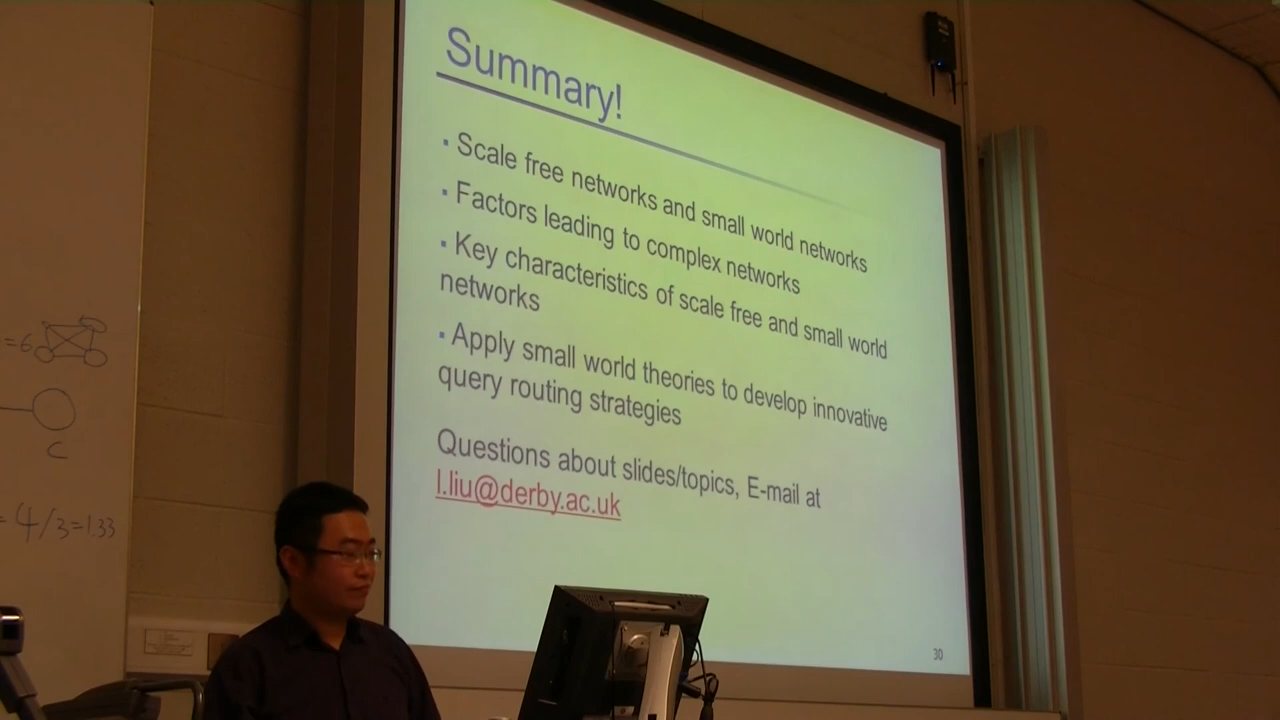 Summary!
▪ Scale free networks and small world networks
▪ Factors leading to complex networks
▪ Key characteristics of scale free and small world
networks
▪ Apply small world theories to develop innovative
query routing strategies
Questions about slides/topics, E-mail at
l.liu@derby.ac.uk
30
=6
C
= 4/3=1.33